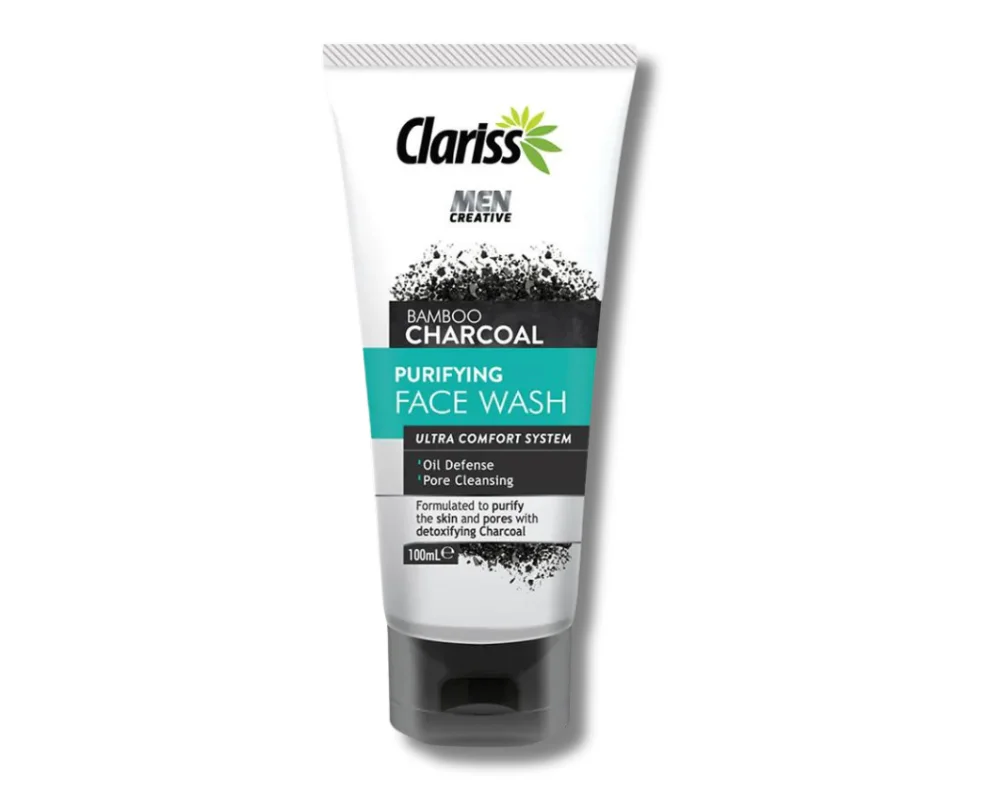 Clariss
MEN
CREATIVE
BAMBOO
CHARCOAL
PURIFYING
FACE WASH
ULTRA COMFORT SYSTEM
Oil Defense
Pore Cleansing
Formulated to purify
the skin and pores with
detoxifying Charcoal
100mL℮